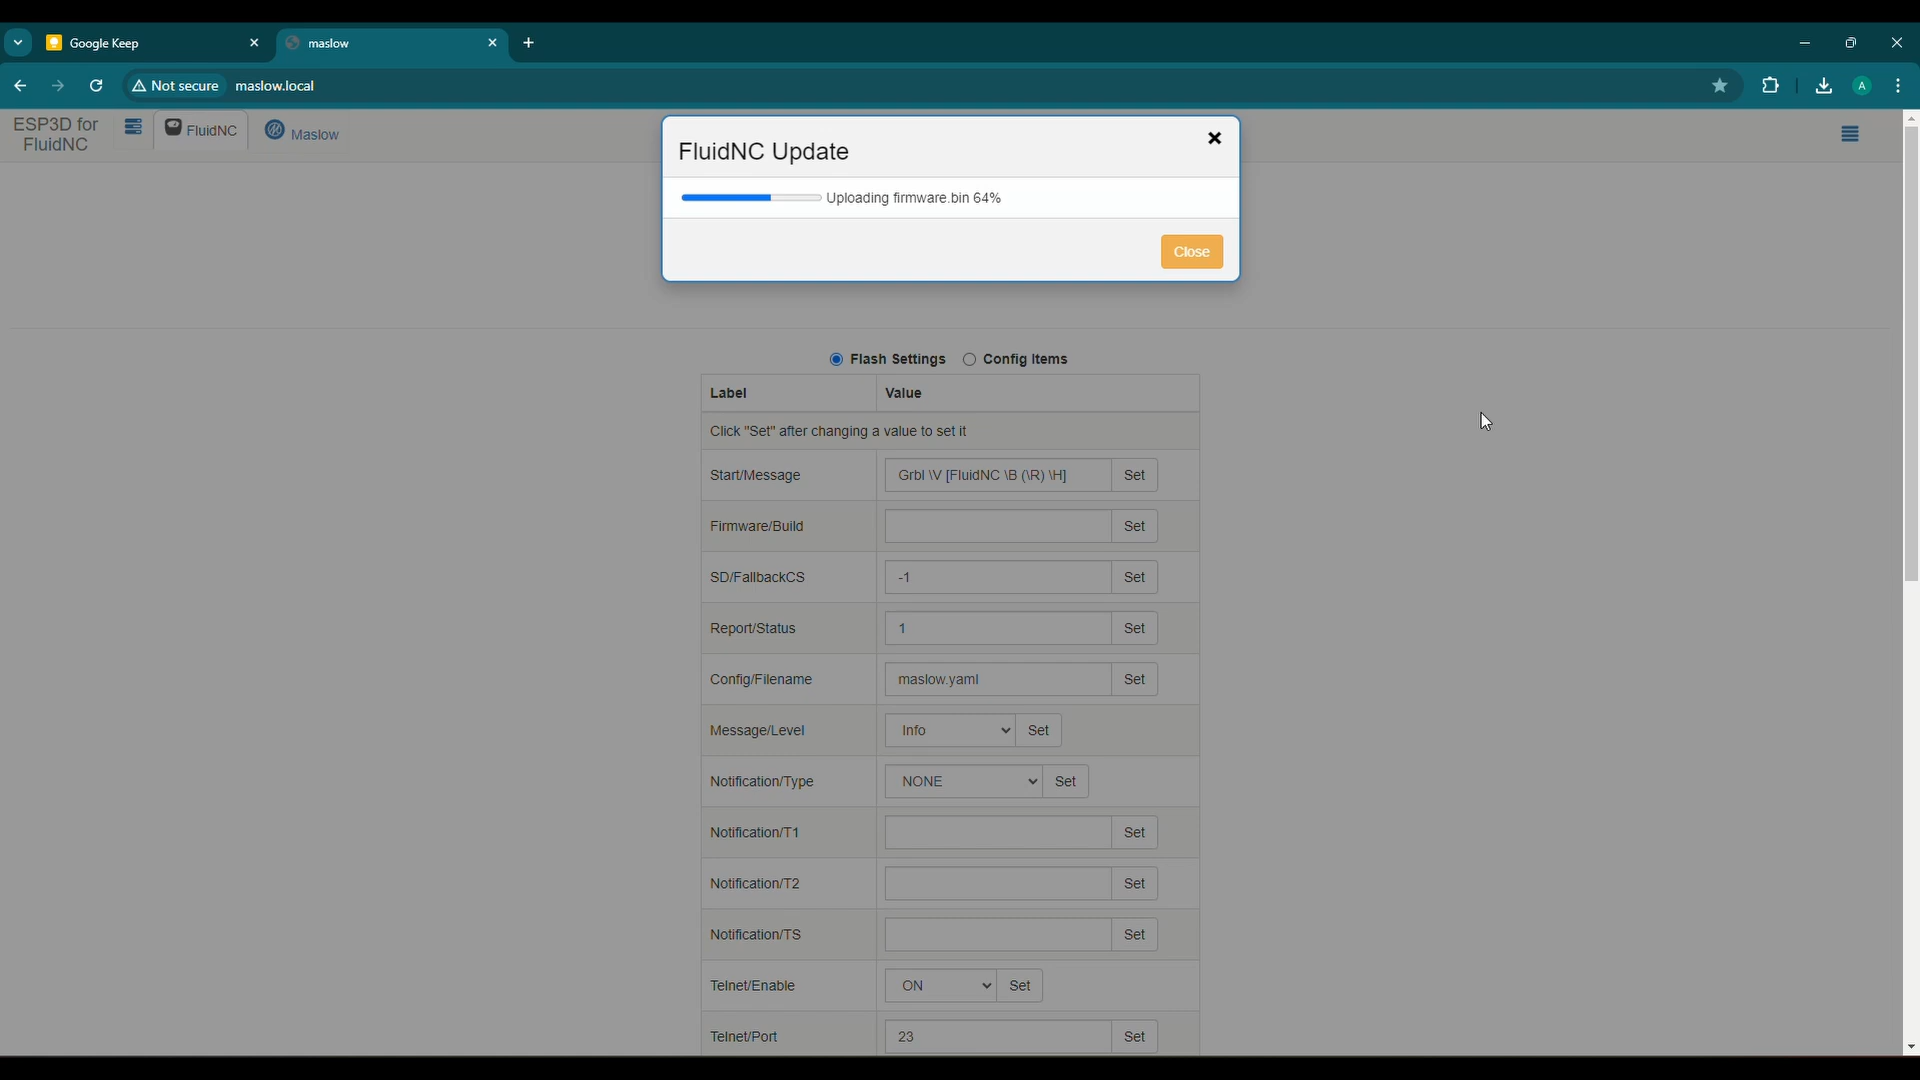 Google Keep
maslow
Not secure
maslow.local
A
ESP3D for
FluidNC
FluidNC
Maslow
FluidNC Update
Uploading firmware.bin 64%
Close
Flash Settings
Config Items
Label
Value
Click "Set" after changing a value to set it
Start/Message
Grbl \V [FluidNC \B (\R) \H]
Set
Firmware/Build
Set
SD/FallbackCS
-1
Set
Report/Status
1
Set
Config/Filename
maslow.yaml
Set
Message/Level
Info
Set
Notification/Type
NONE
Set
Notification/T1
Set
Notification/T2
Set
Notification/TS
Set
Telnet/Enable
ON
Set
Telnet/Port
23
Set